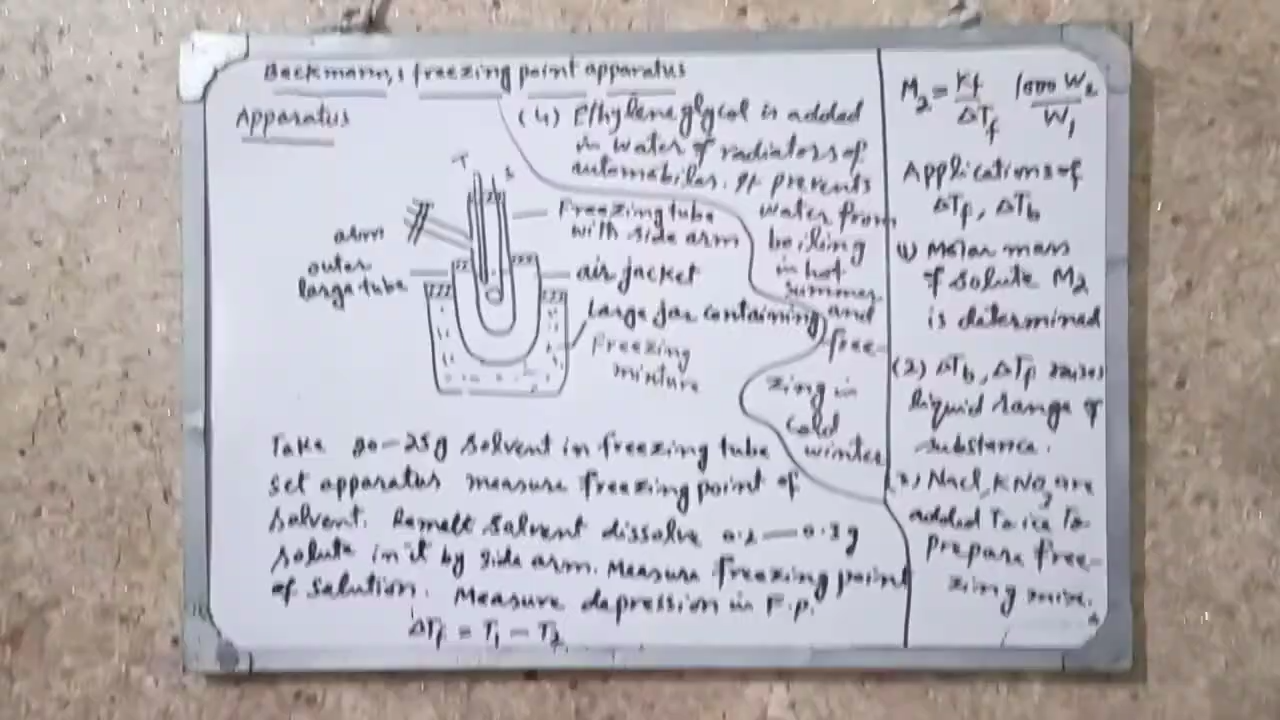 Beckmann,s freezing point apparatus
Apparatus
T
S
arm
outer
large tube
Freezing tube
with side arm
air jacket
Large jar containing
freezing
mixture
Take 20-25g solvent in freezing tube
set apparatus measure freezing point of
solvent. Remelt solvent dissolve 0.2-0.3g
solute in it by side arm. Measure freezing point
of solution. Measure depression in F.p.
ΔTf = T₁ - T₂
(4) Ethylene glycol is added
in water of radiators of
automobiles. It prevents
water from
boiling
in hot
summer
and
free-
zing in
cold
winter
M₂ = Kf/ΔTf 1000 W₂/W₁
Applications of
ΔTf, ΔTb
(1) Molar mass
of solute M₂
is determined
(2) ΔTb, ΔTf raises
liquid range of
substance.
(3) NaCl, KNO₃ are
added to ice to
prepare free-
zing mix.